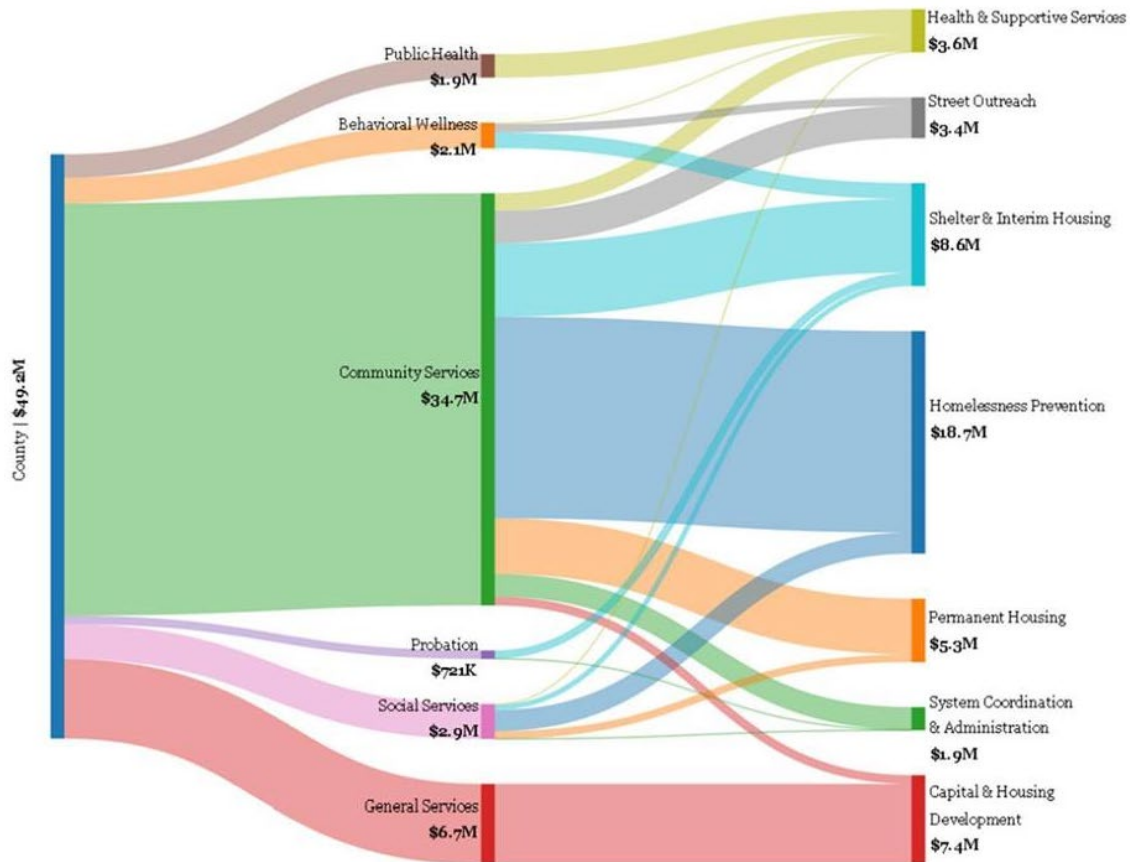 County | $49.2M
Public Health
$1.9M
Behavioral Wellness
$2.1M
Community Services
$34.7M
Probation
$721K
Social Services
$2.9M
General Services
$6.7M
Health & Supportive Services
$3.6M
Street Outreach
$3.4M
Shelter & Interim Housing
$8.6M
Homelessness Prevention
$18.7M
Permanent Housing
$5.3M
System Coordination
& Administration
$1.9M
Capital & Housing
Development
$7.4M